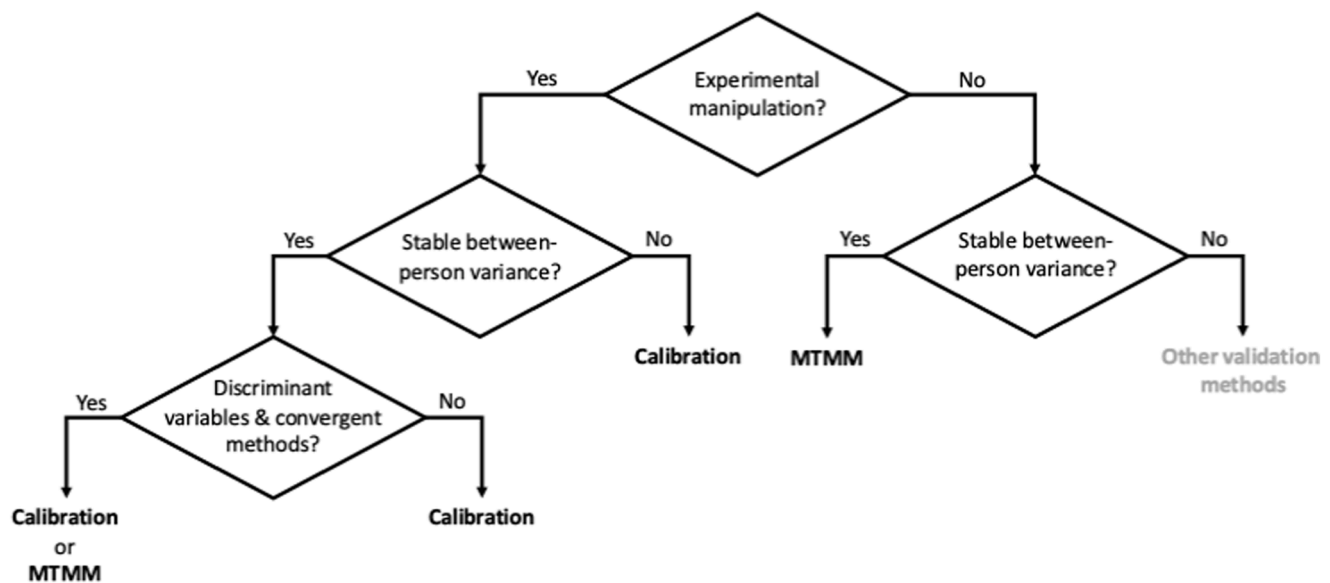 Experimental
manipulation?
Yes
No
Stable between-
person variance?
Yes
No
Stable between-
person variance?
Yes
No
Calibration
MTMM
Other validation
methods
Discriminant
variables & convergent
methods?
Yes
No
Calibration
or
MTMM
Calibration